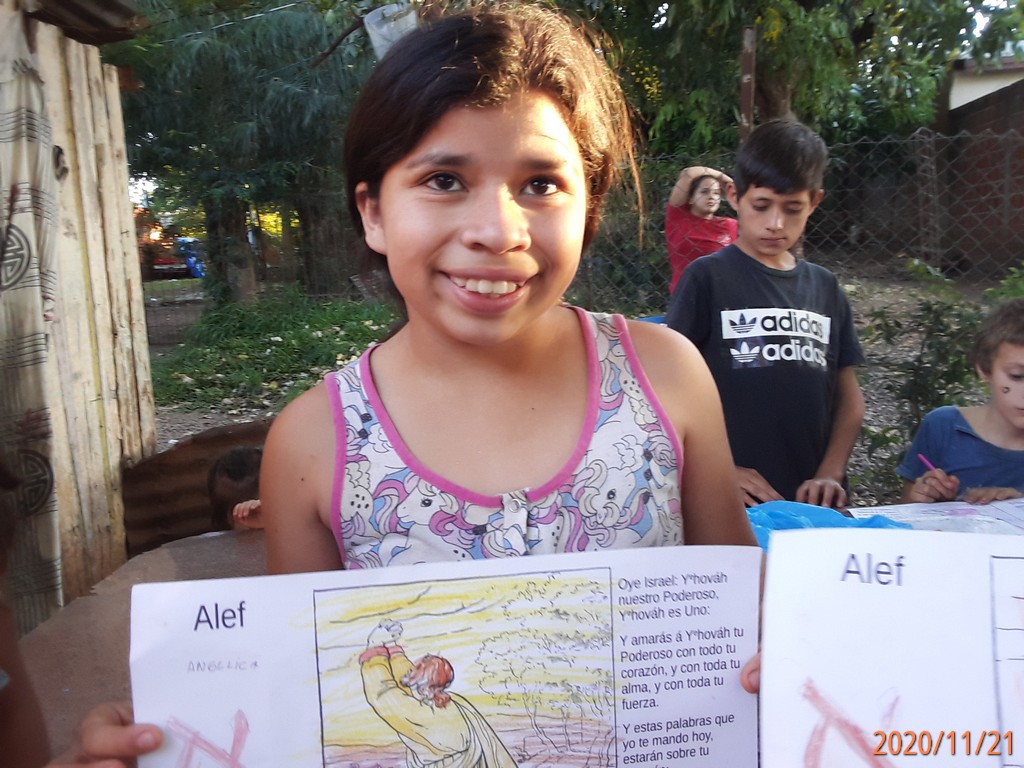 adidas
adidas
Alef
ANGELICA
Oye Israel: Yᵉhováh
nuestro Poderoso,
Yᵉhováh es Uno:
Y amarás á Yᵉhováh tu
Poderoso con todo tu
corazón, y con toda tu
alma, y con toda tu
fuerza.
Y estas palabras que
yo te mando hoy,
estarán sobre tu
Alef
2020/11/21